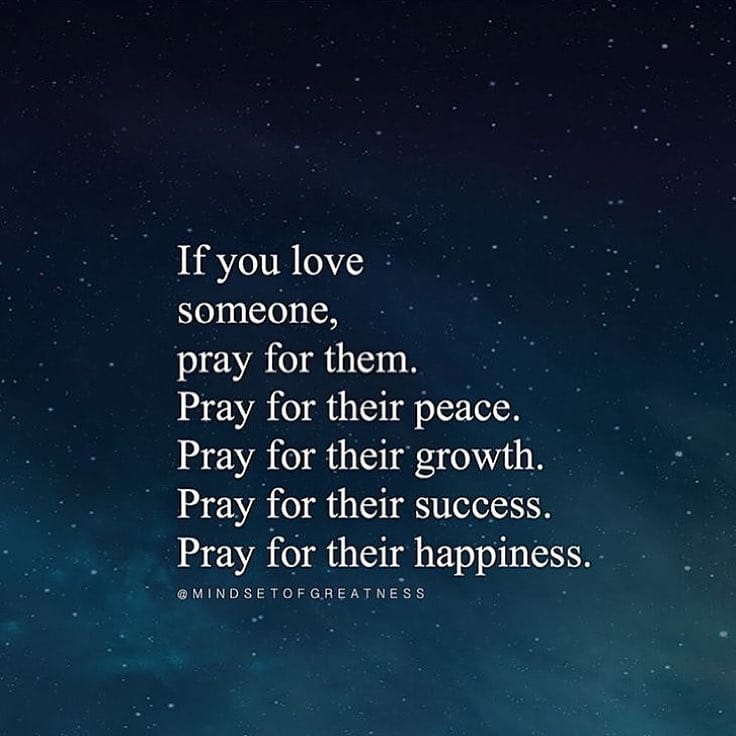 If you love
someone,
pray for them.
Pray for their peace.
Pray for their growth.
Pray for their success.
Pray for their happiness.
@MINDSETOFGREATNESS